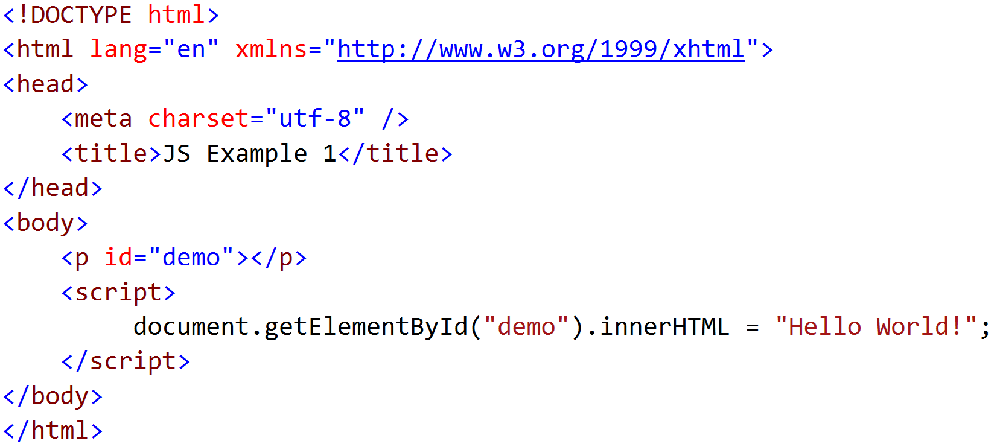 <!DOCTYPE html>
<html lang="en" xmlns="http://www.w3.org/1999/xhtml">
<head>
    <meta charset="utf-8" />
    <title>JS Example 1</title>
</head>
<body>
    <p id="demo"></p>
    <script>
         document.getElementById("demo").innerHTML = "Hello World!";
    </script>
</body>
</html>